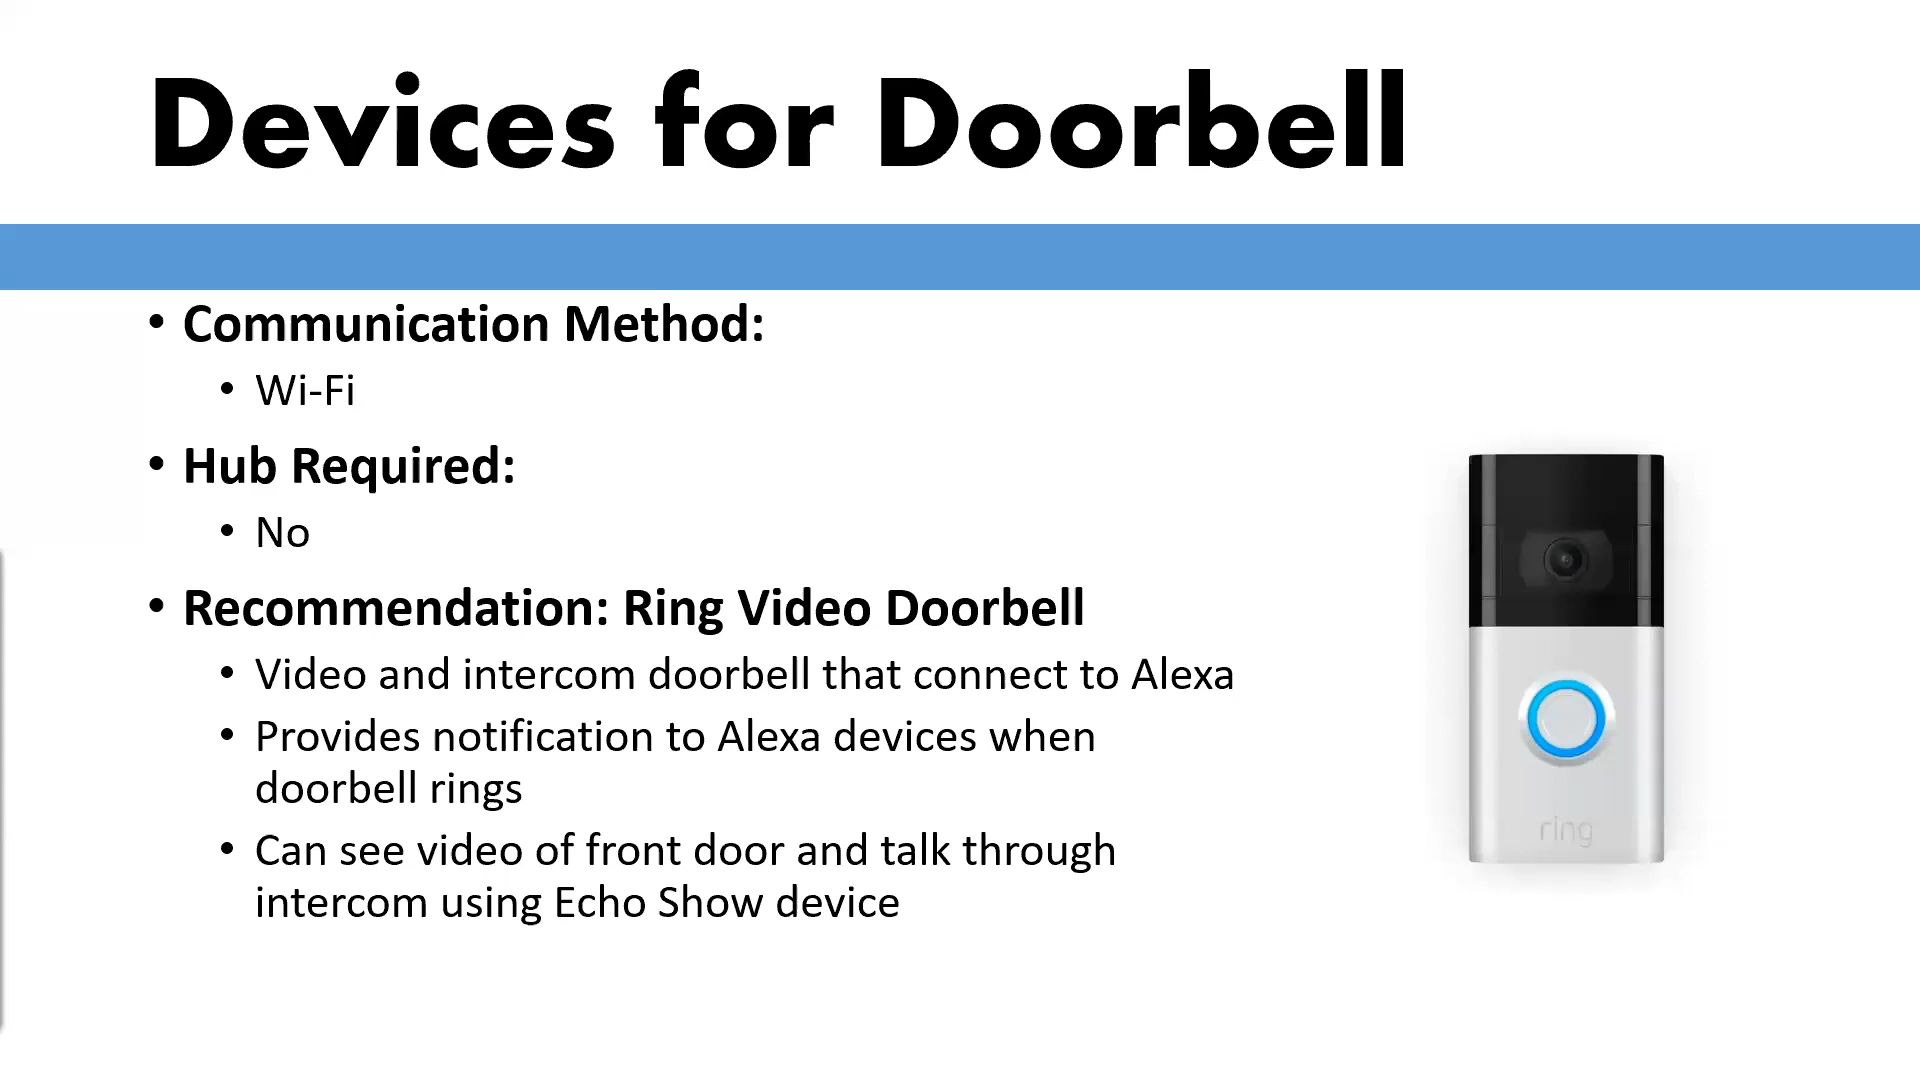 Devices for Doorbell
• Communication Method:
• Wi-Fi
• Hub Required:
• No
• Recommendation: Ring Video Doorbell
• Video and intercom doorbell that connect to Alexa
• Provides notification to Alexa devices when
doorbell rings
• Can see video of front door and talk through
intercom using Echo Show device
ring